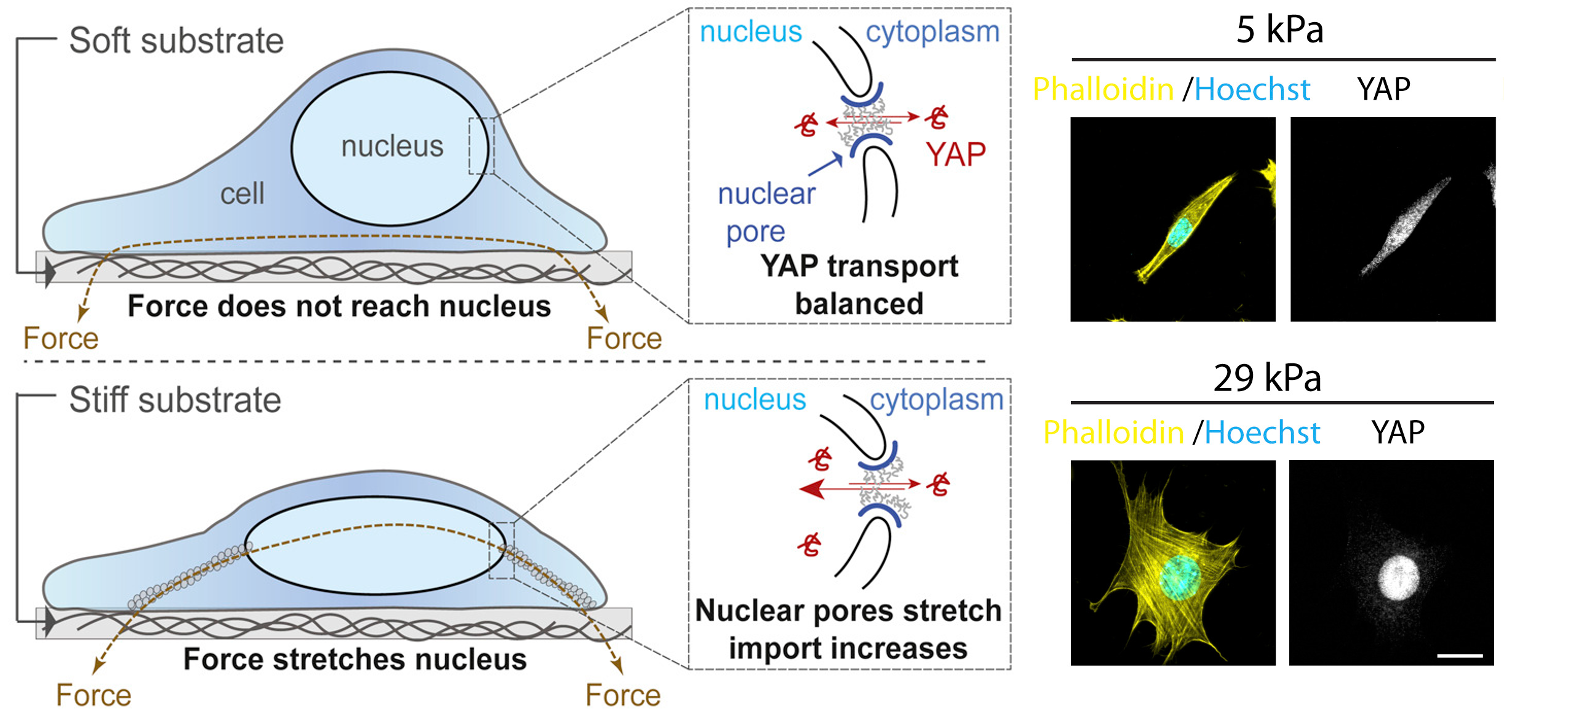 Soft substrate
nucleus
cell
Force does not reach nucleus
Force
Force
nucleus
cytoplasm
YAP
nuclear
pore
YAP transport
balanced
5 kPa
Phalloidin /Hoechst
YAP
Stiff substrate
Force stretches nucleus
Force
Force
nucleus
cytoplasm
Nuclear pores stretch
import increases
29 kPa
Phalloidin /Hoechst
YAP